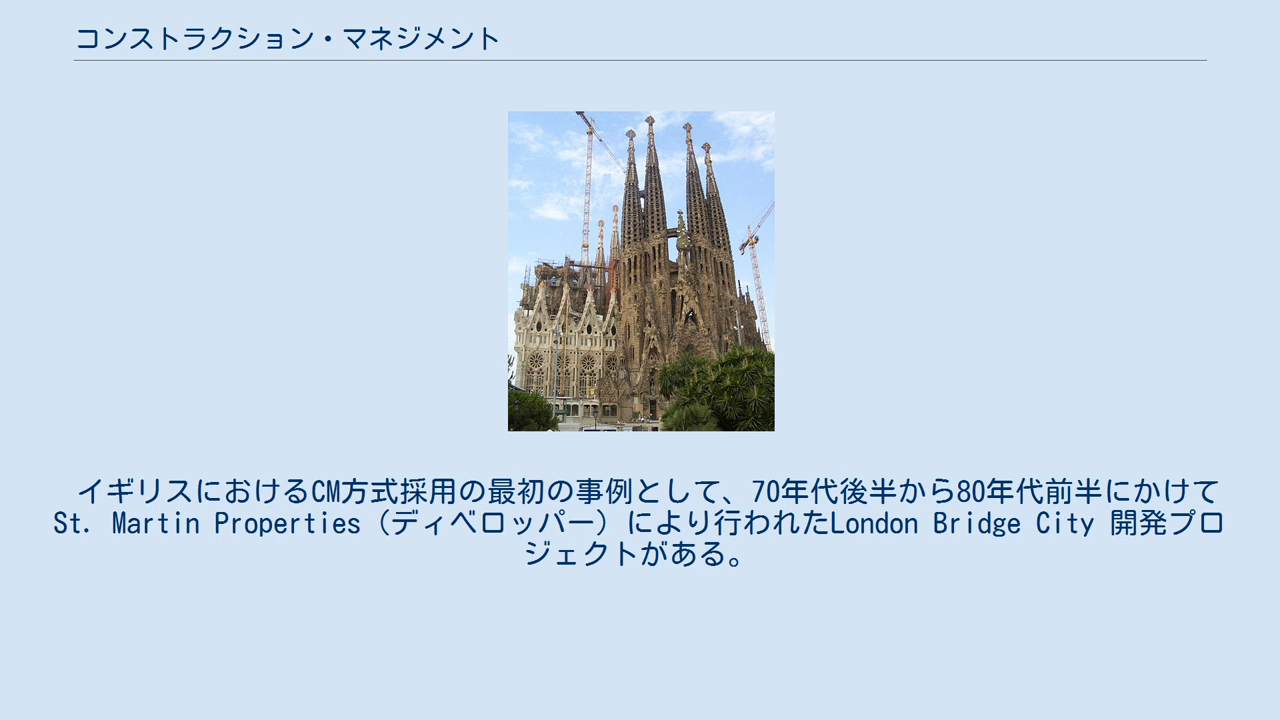 コンストラクション・マネジメント
イギリスにおけるCM方式採用の最初の事例として、70年代後半から80年代前半にかけて
St. Martin Properties（ディベロッパー）により行われたLondon Bridge City 開発プロ
ジェクトがある。